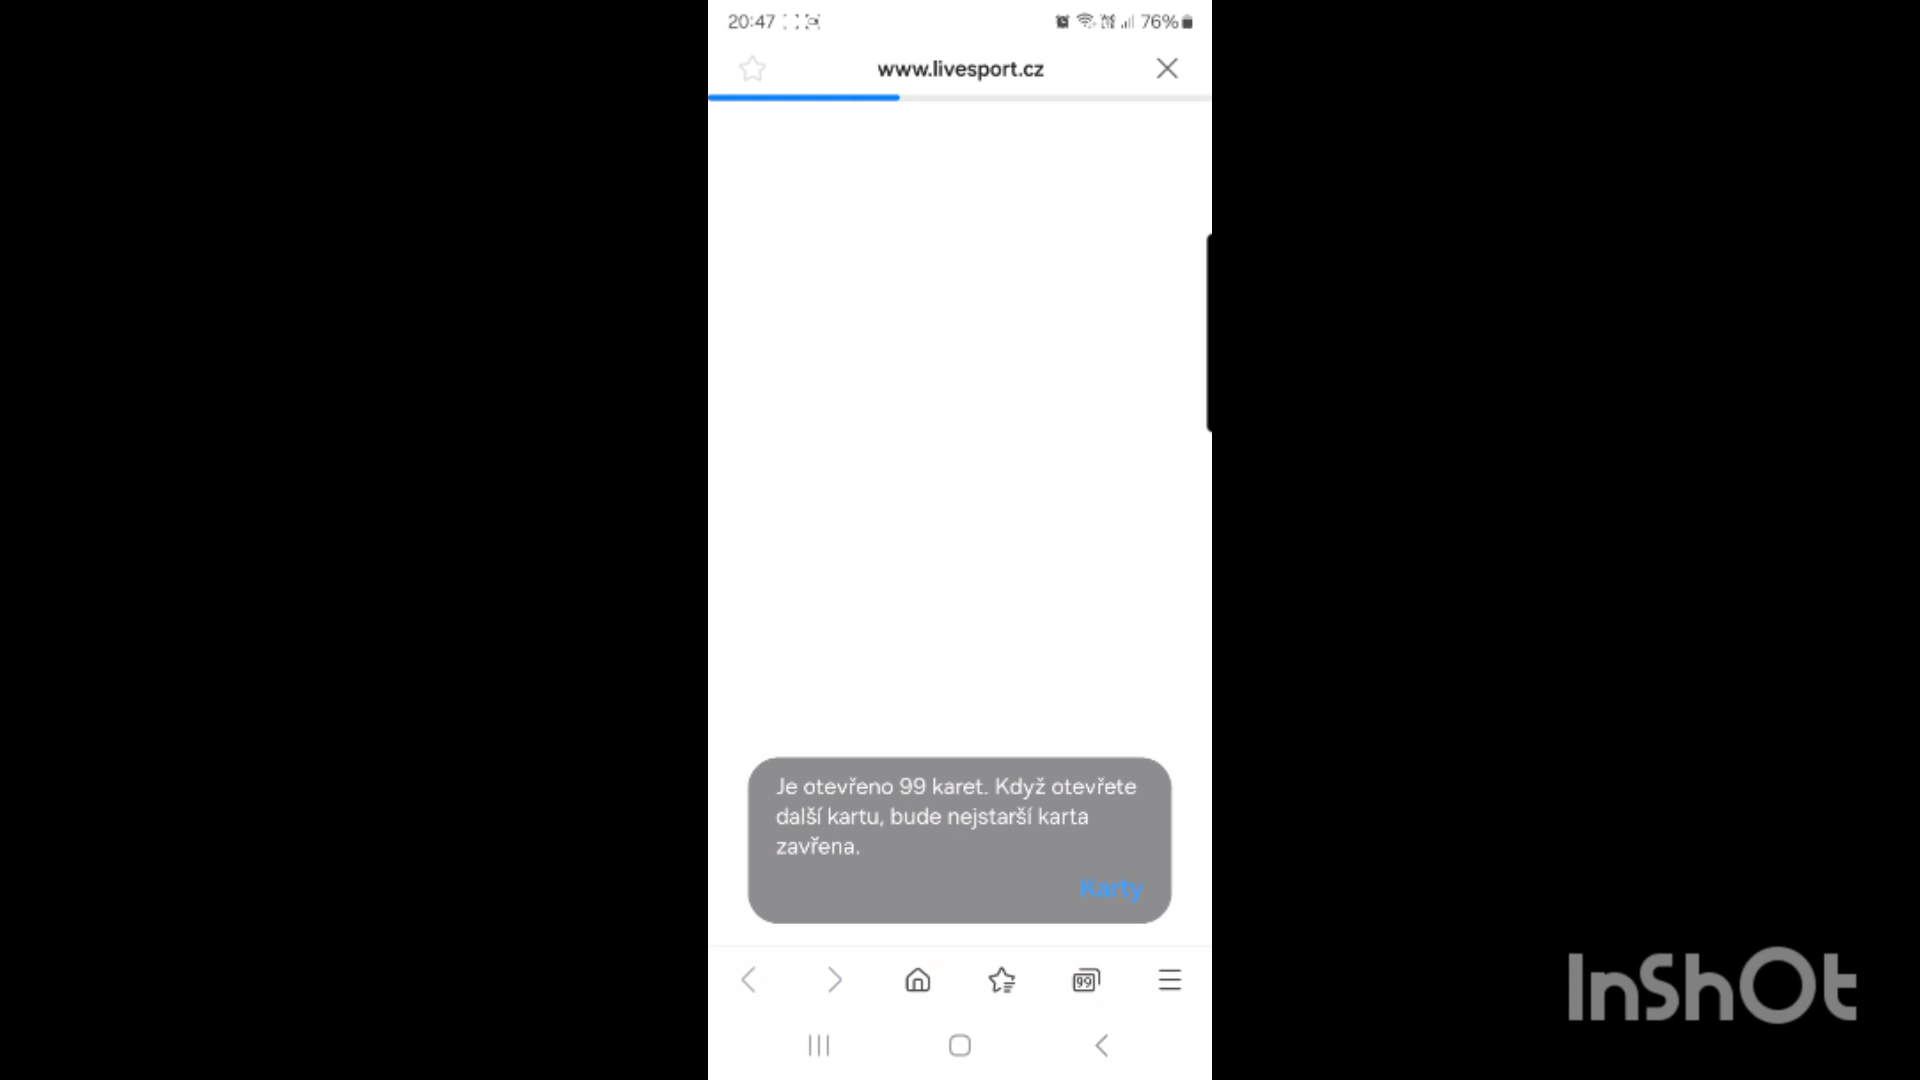 20:47
76%
www.livesport.cz
Je otevřeno 99 karet. Když otevřete
další kartu, bude nejstarší karta
zavřena.
Karty
99
InShOt